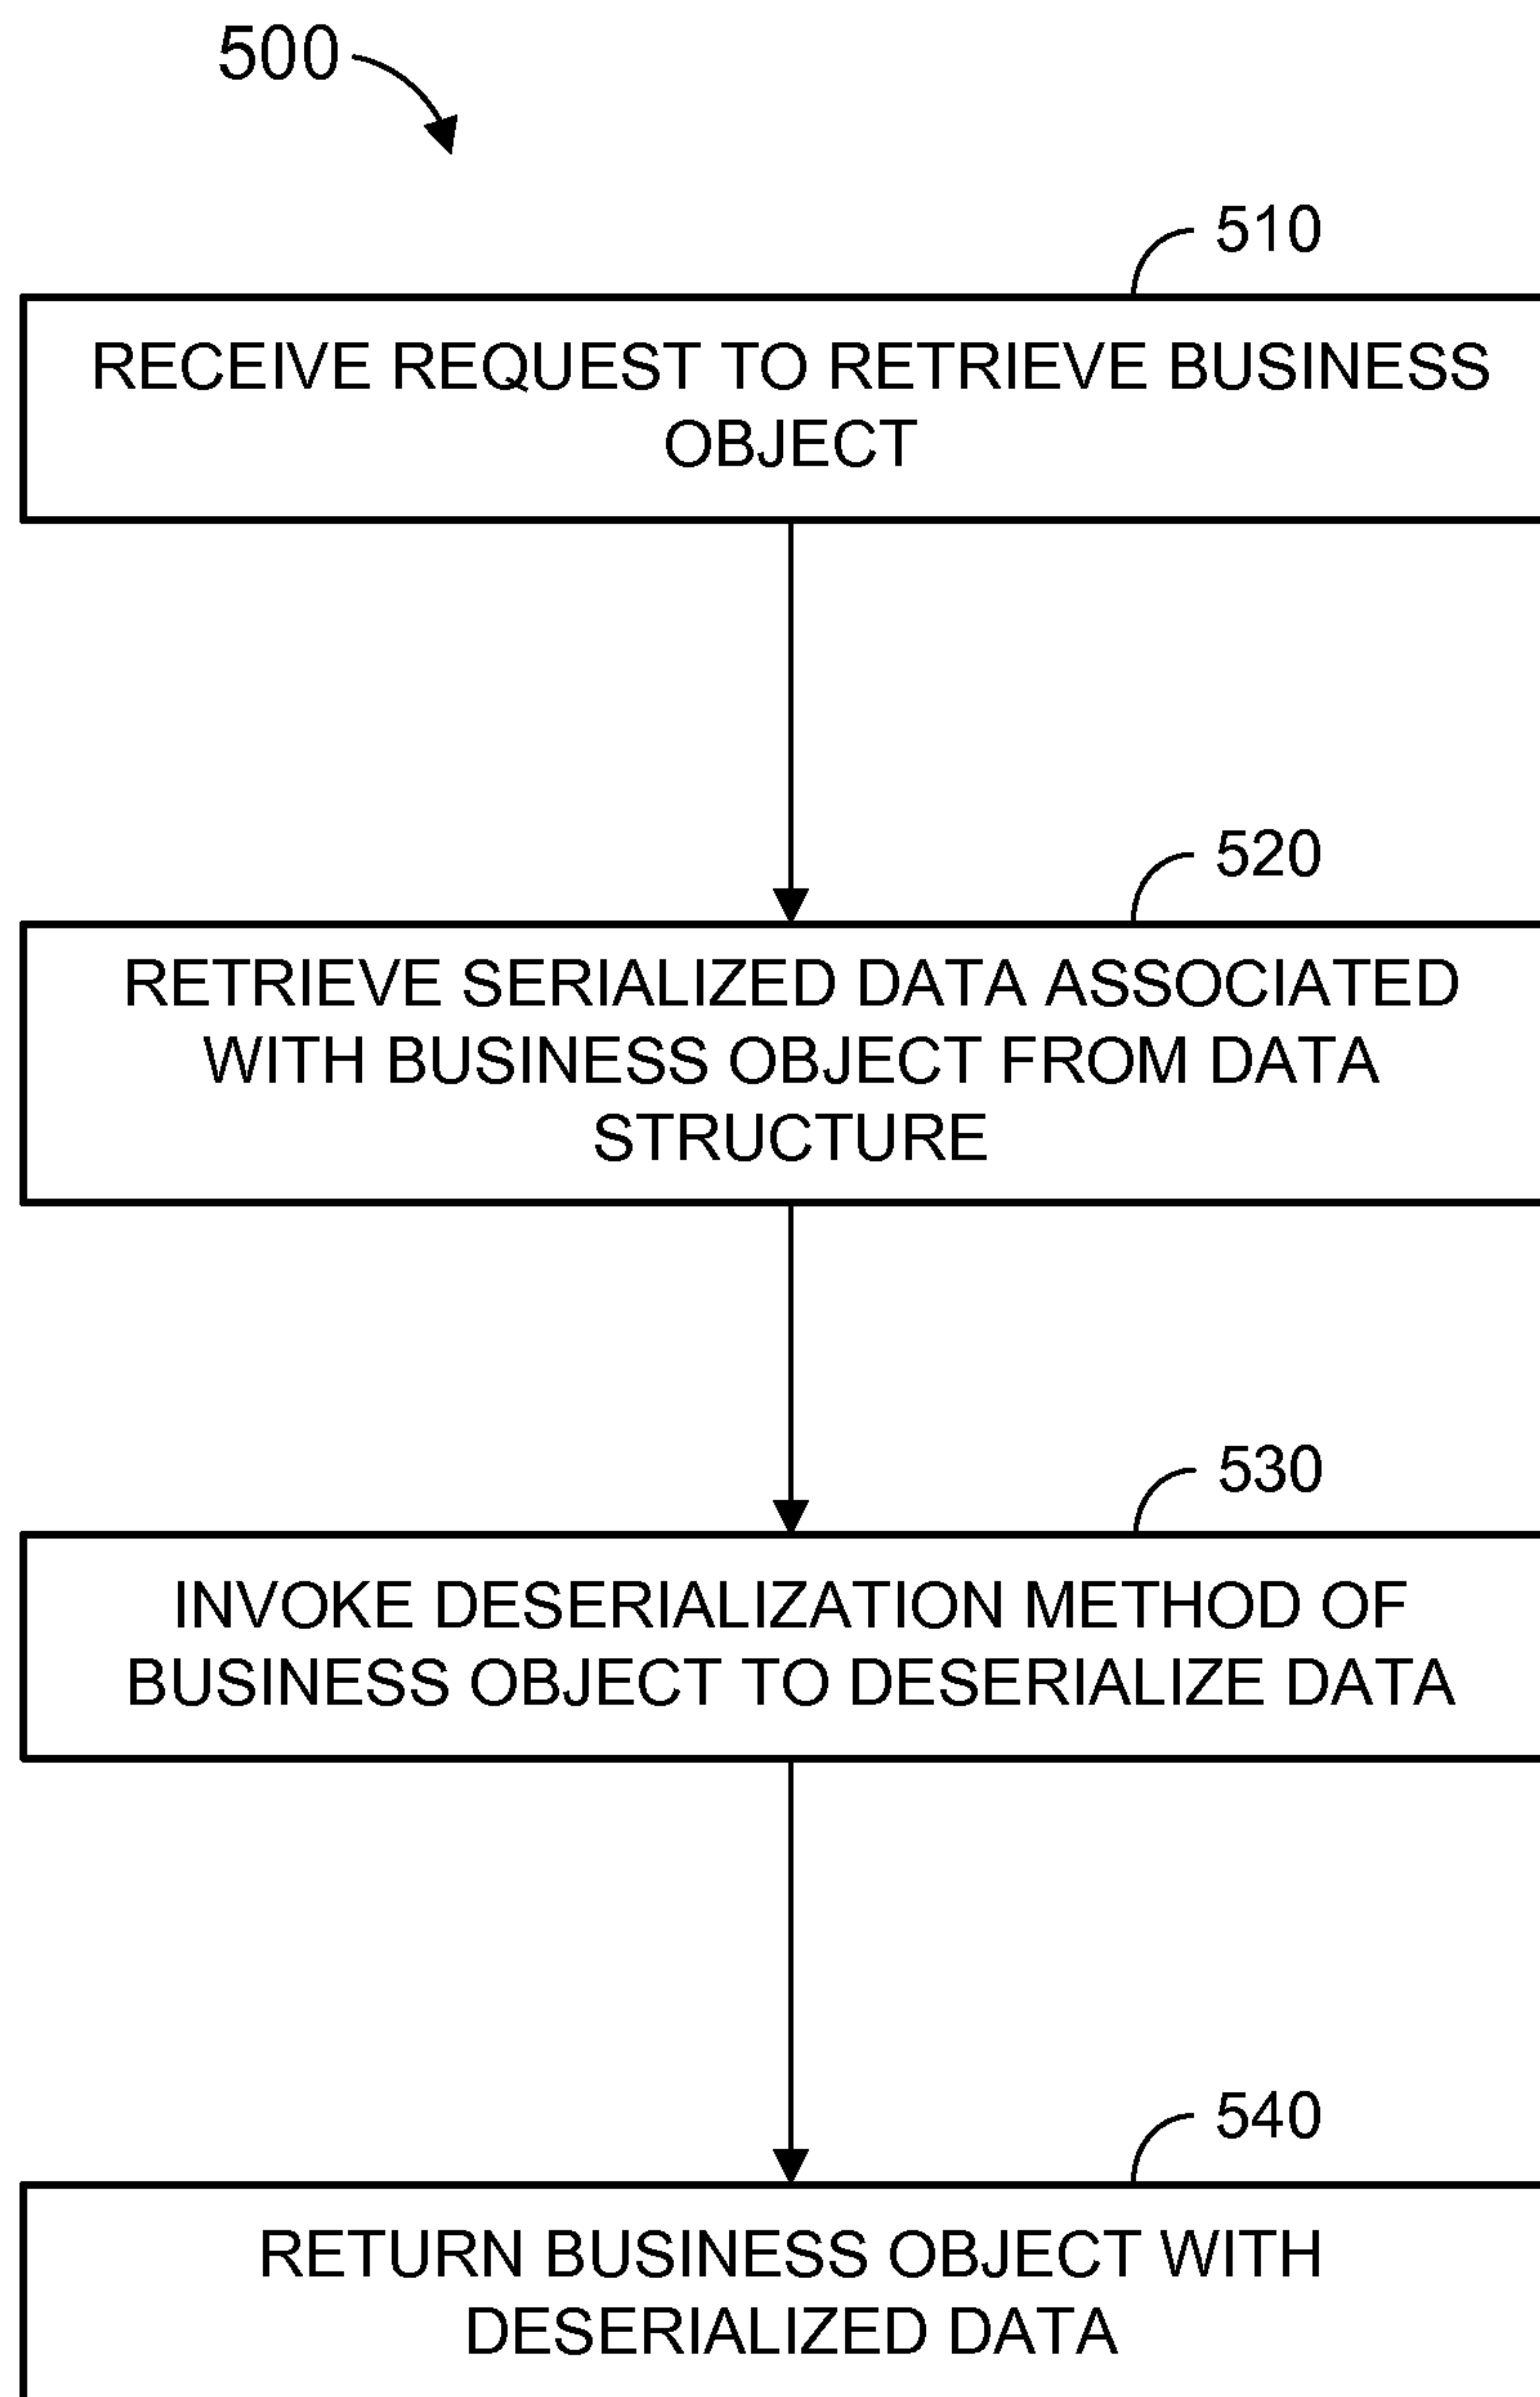 500
510
RECEIVE REQUEST TO RETRIEVE BUSINESS
OBJECT
520
RETRIEVE SERIALIZED DATA ASSOCIATED
WITH BUSINESS OBJECT FROM DATA
STRUCTURE
530
INVOKE DESERIALIZATION METHOD OF
BUSINESS OBJECT TO DESERIALIZE DATA
540
RETURN BUSINESS OBJECT WITH
DESERIALIZED DATA